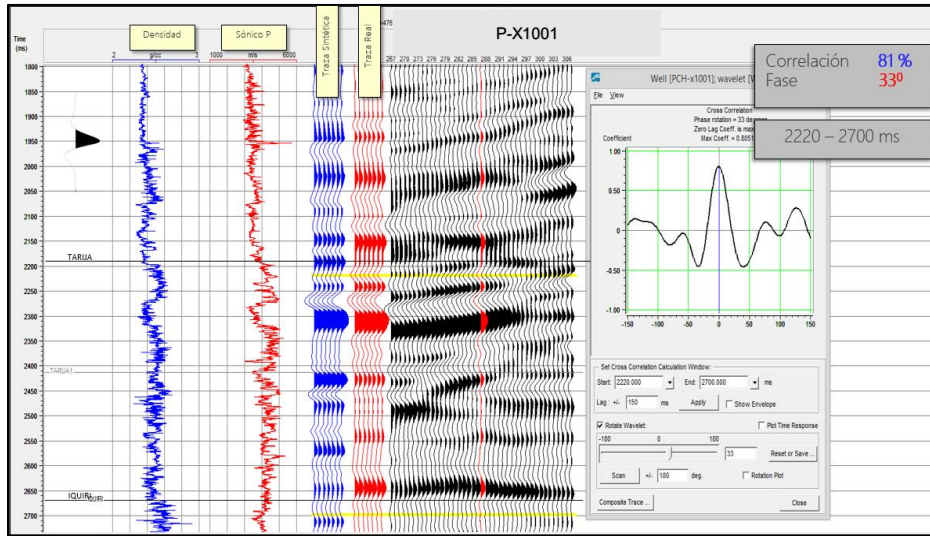 Densidad
Sónico P
Traza Sintética
Traza Real
+476
P-X1001
Time
(ms)
2 g/cc 3
1000 m/s 6000
267 270 273 276 279 282 285 288 291 294 297 300 303 306
1800
1850
1900
1950
2000
2050
2100
2150
TARIJA
2200
2250
2300
2350
2400
TARIJA1
2450
2500
2550
2600
2650
IQUIRI
2700
Correlación 81 %
Fase 33⁰
2220 – 2700 ms
Well [PCH-x1001]; wavelet [W
File View
Cross Correlation
Phase rotation = 33
Zero Lag Coeff. is
Max Coeff. = 0.805
Coefficient
1.00
0.50
0
-0.50
-1.00
-150 -100 -50 0 50 100 150
Set Cross Correlation Calculation Window:
Start: 2220.000 End: 2700.000 ms
Lag : +/- 150 ms Apply Show Envelope
Rotate Wavelet Plot Time Response
-180 0 180
33 Reset or Save ...
Scan +/- 180 deg. Rotation Plot
Composite Trace ... Close